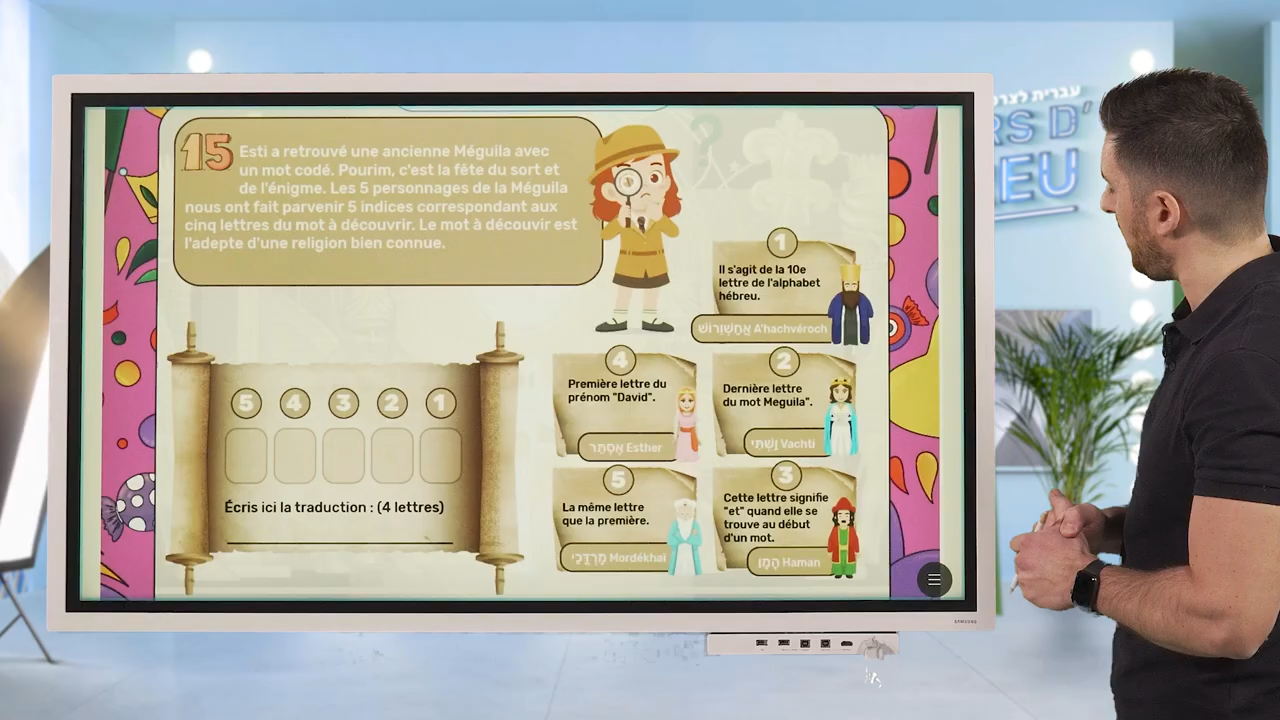 15 Esti a retrouvé une ancienne Méguila avec
un mot codé. Pourim, c'est la fête du sort et
de l'énigme. Les 5 personnages de la Méguila
nous ont fait parvenir 5 indices correspondant aux
cinq lettres du mot à découvrir. Le mot à découvir est
l'adepte d'une religion bien connue.
1
Il s'agit de la 10e
lettre de l'alphabet
hébreu.
אֲחַשְׁוֵרוֹשׁ A'hachvéroch
2
Dernière lettre
du mot Meguila".
וַשְׁתִּי Vachti
3
Cette lettre signifie
"et" quand elle se
trouve au début
d'un mot.
הָמָן Haman
4
Première lettre du
prénom "David".
אֶסְתֵּר Esther
5
La même lettre
que la première.
מָרְדֳּכַי Mordékhaï
5 4 3 2 1
Écris ici la traduction : (4 lettres)
SAMSUNG
עברית לצר
RS D'
REU